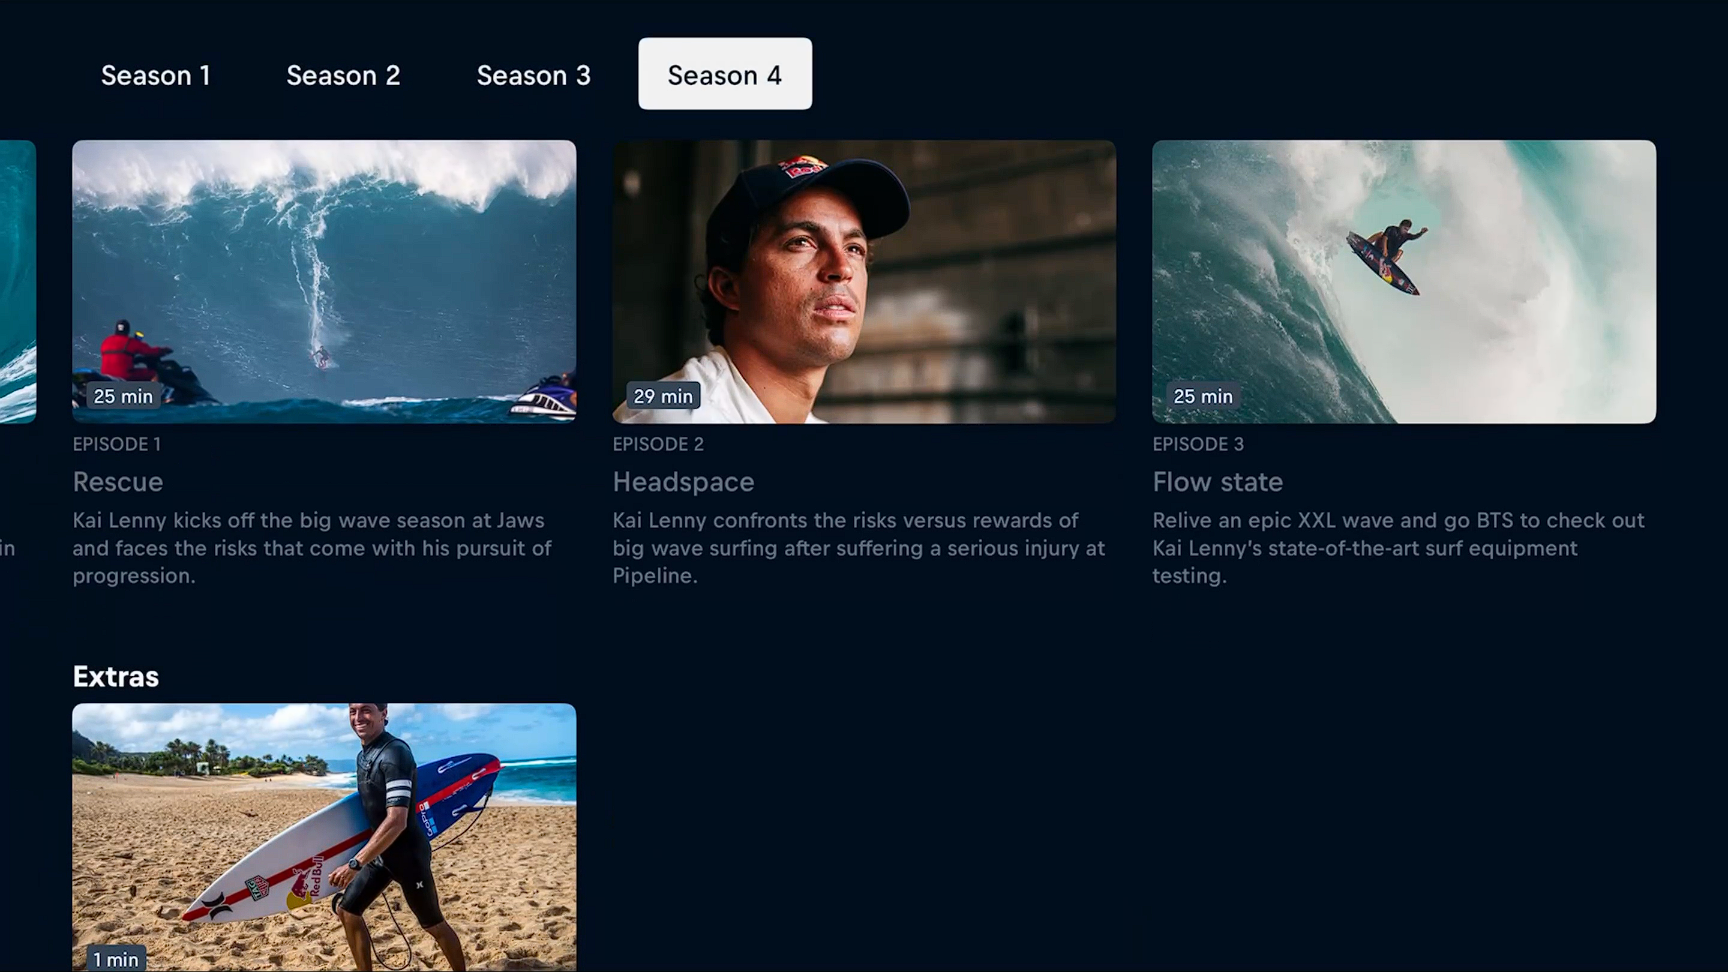 Season 1
Season 2
Season 3
Season 4
25 min
29 min
25 min
EPISODE 1
Rescue
Kai Lenny kicks off the big wave season at Jaws
and faces the risks that come with his pursuit of
progression.
EPISODE 2
Headspace
Kai Lenny confronts the risks versus rewards of
big wave surfing after suffering a serious injury at
Pipeline.
EPISODE 3
Flow state
Relive an epic XXL wave and go BTS to check out
Kai Lenny's state-of-the-art surf equipment
testing.
in
Extras
GoPro
RedBull
TAG
1 min